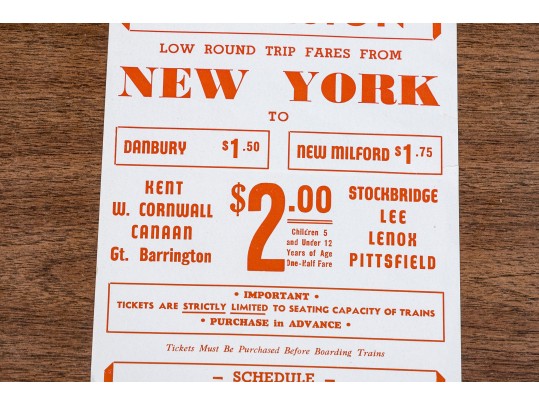 LOW ROUND TRIP FARES FROM
NEW YORK
TO
DANBURY $1.50
NEW MILFORD $1.75
KENT
W. CORNWALL
CANAAN
Gt. Barrington
$2.00
Children 5
and Under 12
Years of Age
One-Half Fare
STOCKBRIDGE
LEE
LENOX
PITTSFIELD
• IMPORTANT •
TICKETS ARE STRICTLY LIMITED TO SEATING CAPACITY OF TRAINS
• PURCHASE in ADVANCE •
Tickets Must Be Purchased Before Boarding Trains
— SCHEDULE —